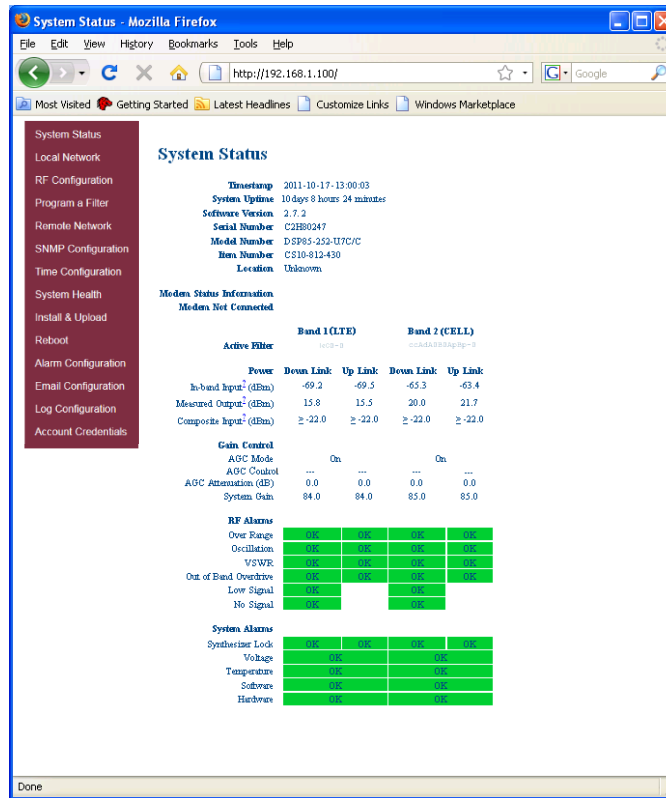 System Status - Mozilla Firefox
File Edit View History Bookmarks Tools Help
http://192.168.1.100/
G Google
Most Visited Getting Started Latest Headlines Customize Links Windows Marketplace
System Status
Local Network
RF Configuration
Program a Filter
Remote Network
SNMP Configuration
Time Configuration
System Health
Install & Upload
Reboot
Alarm Configuration
Email Configuration
Log Configuration
Account Credentials
System Status
Timestamp 2011-10-17-13:00:03
System Uptime 10 days 8 hours 24 minutes
Software Version 2.7.2
Serial Number C2H80247
Model Number DSP85-252-U7C/C
Item Number CS10-812-430
Location Unknown
Modem Status Information
Modem Not Connected
Band 1 (LTE) Band 2 (CELL)
Active Filter
Power Down Link Up Link Down Link Up Link
In-band Input2 (dBm) -69.2 -69.5 -65.3 -63.4
Measured Output2 (dBm) 15.8 15.5 20.0 21.7
Composite Input2 (dBm) ≥ -22.0 ≥ -22.0 ≥ -22.0 ≥ -22.0
Gain Control
AGC Mode On On
AGC Control --- --- --- ---
AGC Attenuation (dB) 0.0 0.0 0.0 0.0
System Gain 84.0 84.0 85.0 85.0
RF Alarms
Over Range OK OK OK OK
Oscillation OK OK OK OK
VSWR OK OK OK OK
Out of Band Overdrive OK OK OK OK
Low Signal OK OK
No Signal OK OK
System Alarms
Synthesizer Lock OK OK OK OK
Voltage OK OK
Temperature OK OK
Software OK OK
Hardware OK OK
Done